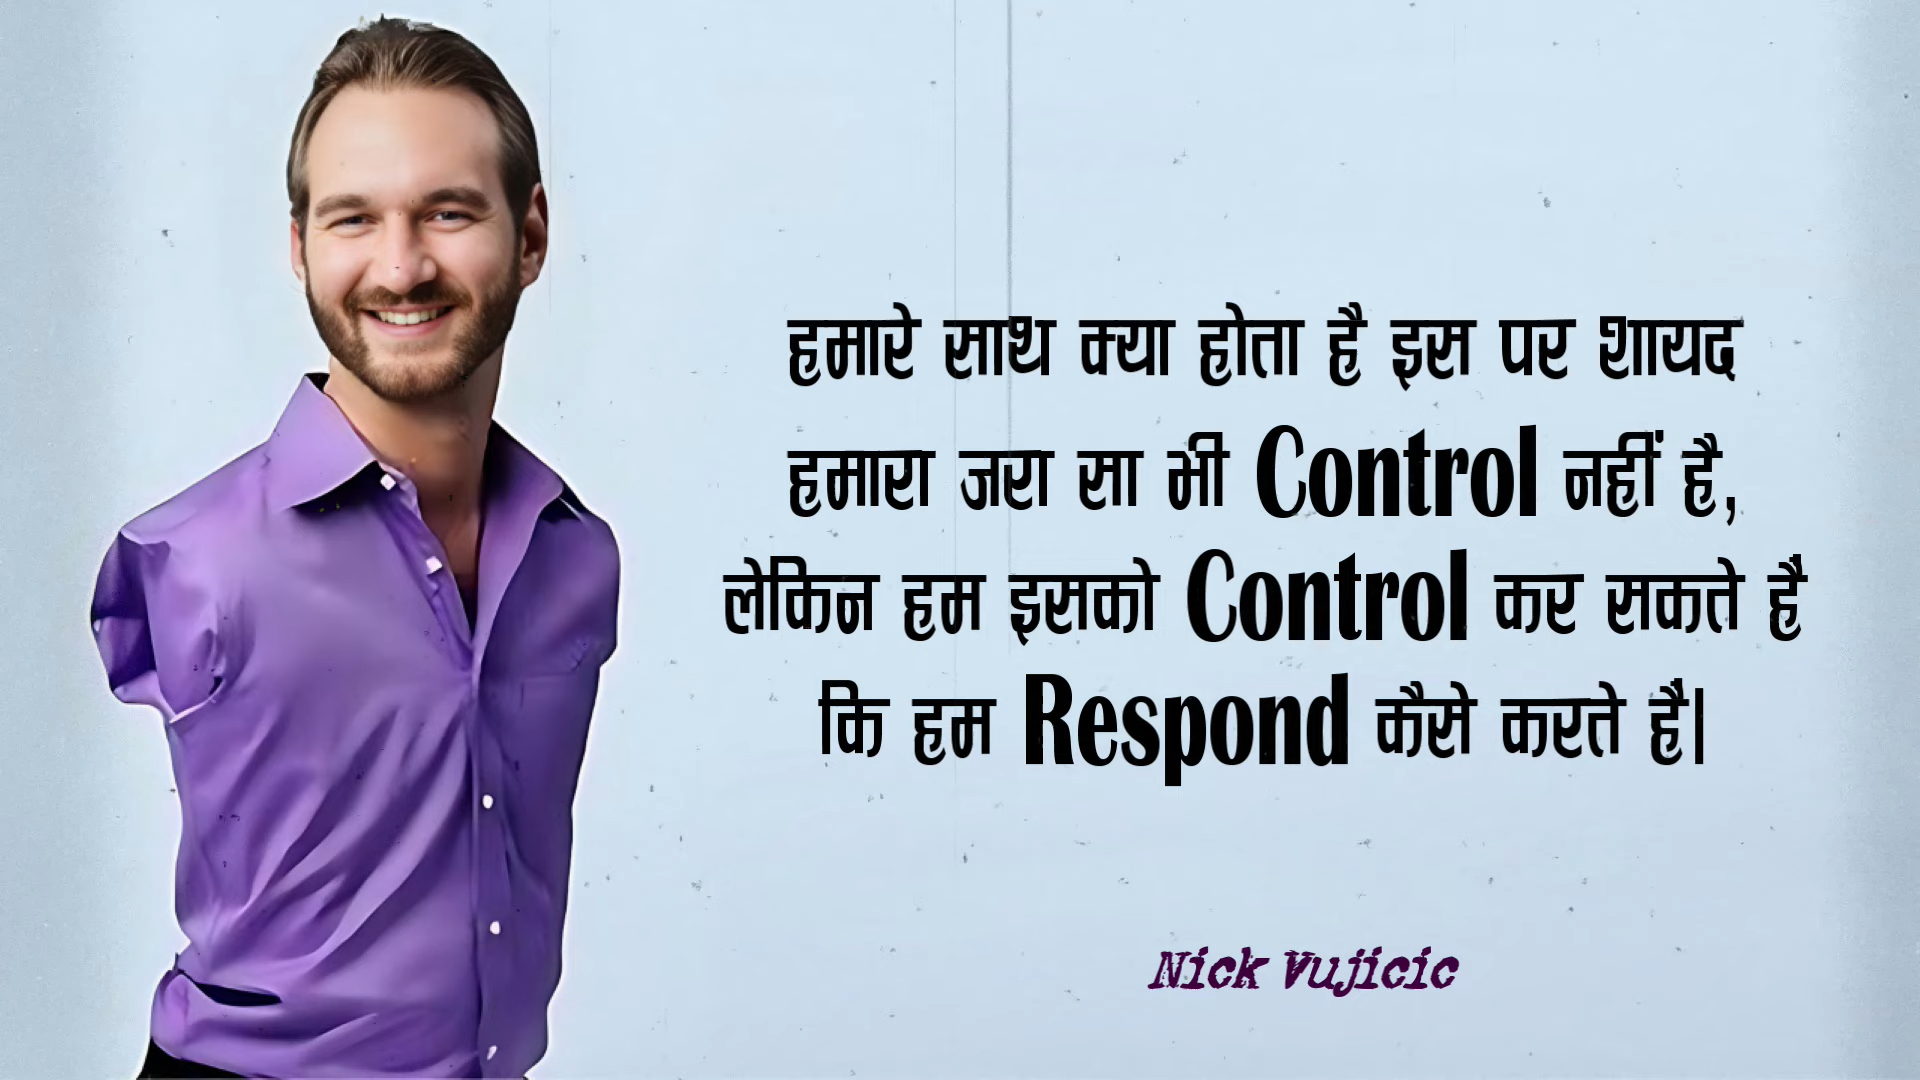 हमारे साथ क्या होता है इस पर शायद
हमारा जरा सा भी Control नहीं है,
लेकिन हम इसको Control कर सकते हैं
कि हम Respond कैसे करते हैं।
Nick Vujicic